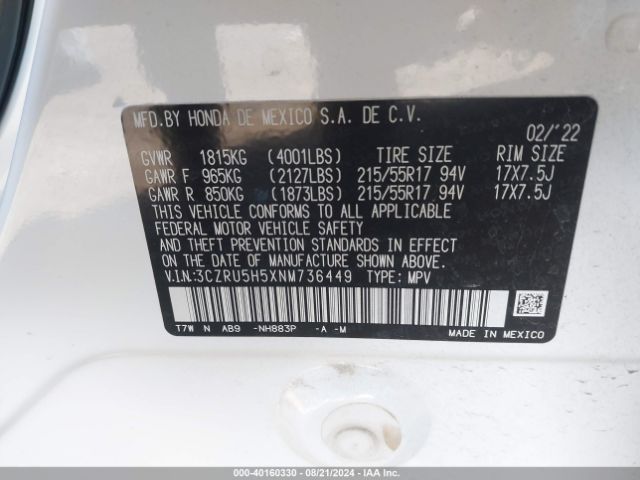 MFD.BY HONDA DE MEXICO S.A. DE C.V.
02/'22
GVWR 1815KG (4001LBS) TIRE SIZE RIM SIZE
GAWR F 965KG (2127LBS) 215/55R17 94V 17X7.5J
GAWR R 850KG (1873LBS) 215/55R17 94V 17X7.5J
THIS VEHICLE CONFORMS TO ALL APPLICABLE
FEDERAL MOTOR VEHICLE SAFETY
AND THEFT PREVENTION STANDARDS IN EFFECT
ON THE DATE OF MANUFACTURE SHOWN ABOVE.
V.I.N:3CZRU5H5XNM736449 TYPE: MPV
T7W N AB9 -NH883P -A -M
MADE IN MEXICO
000-40160330 - 08/21/2024 - IAAI.COM